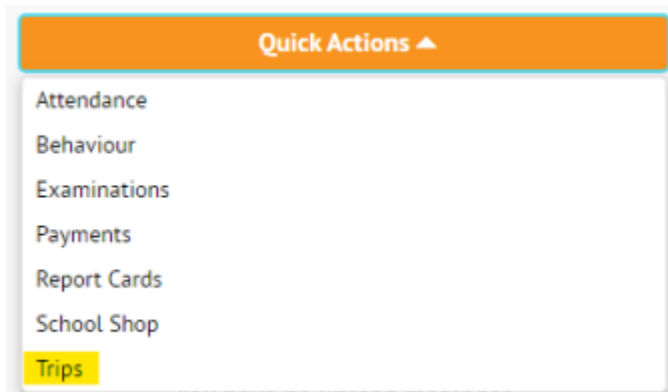 Quick Actions
Attendance
Behaviour
Examinations
Payments
Report Cards
School Shop
Trips